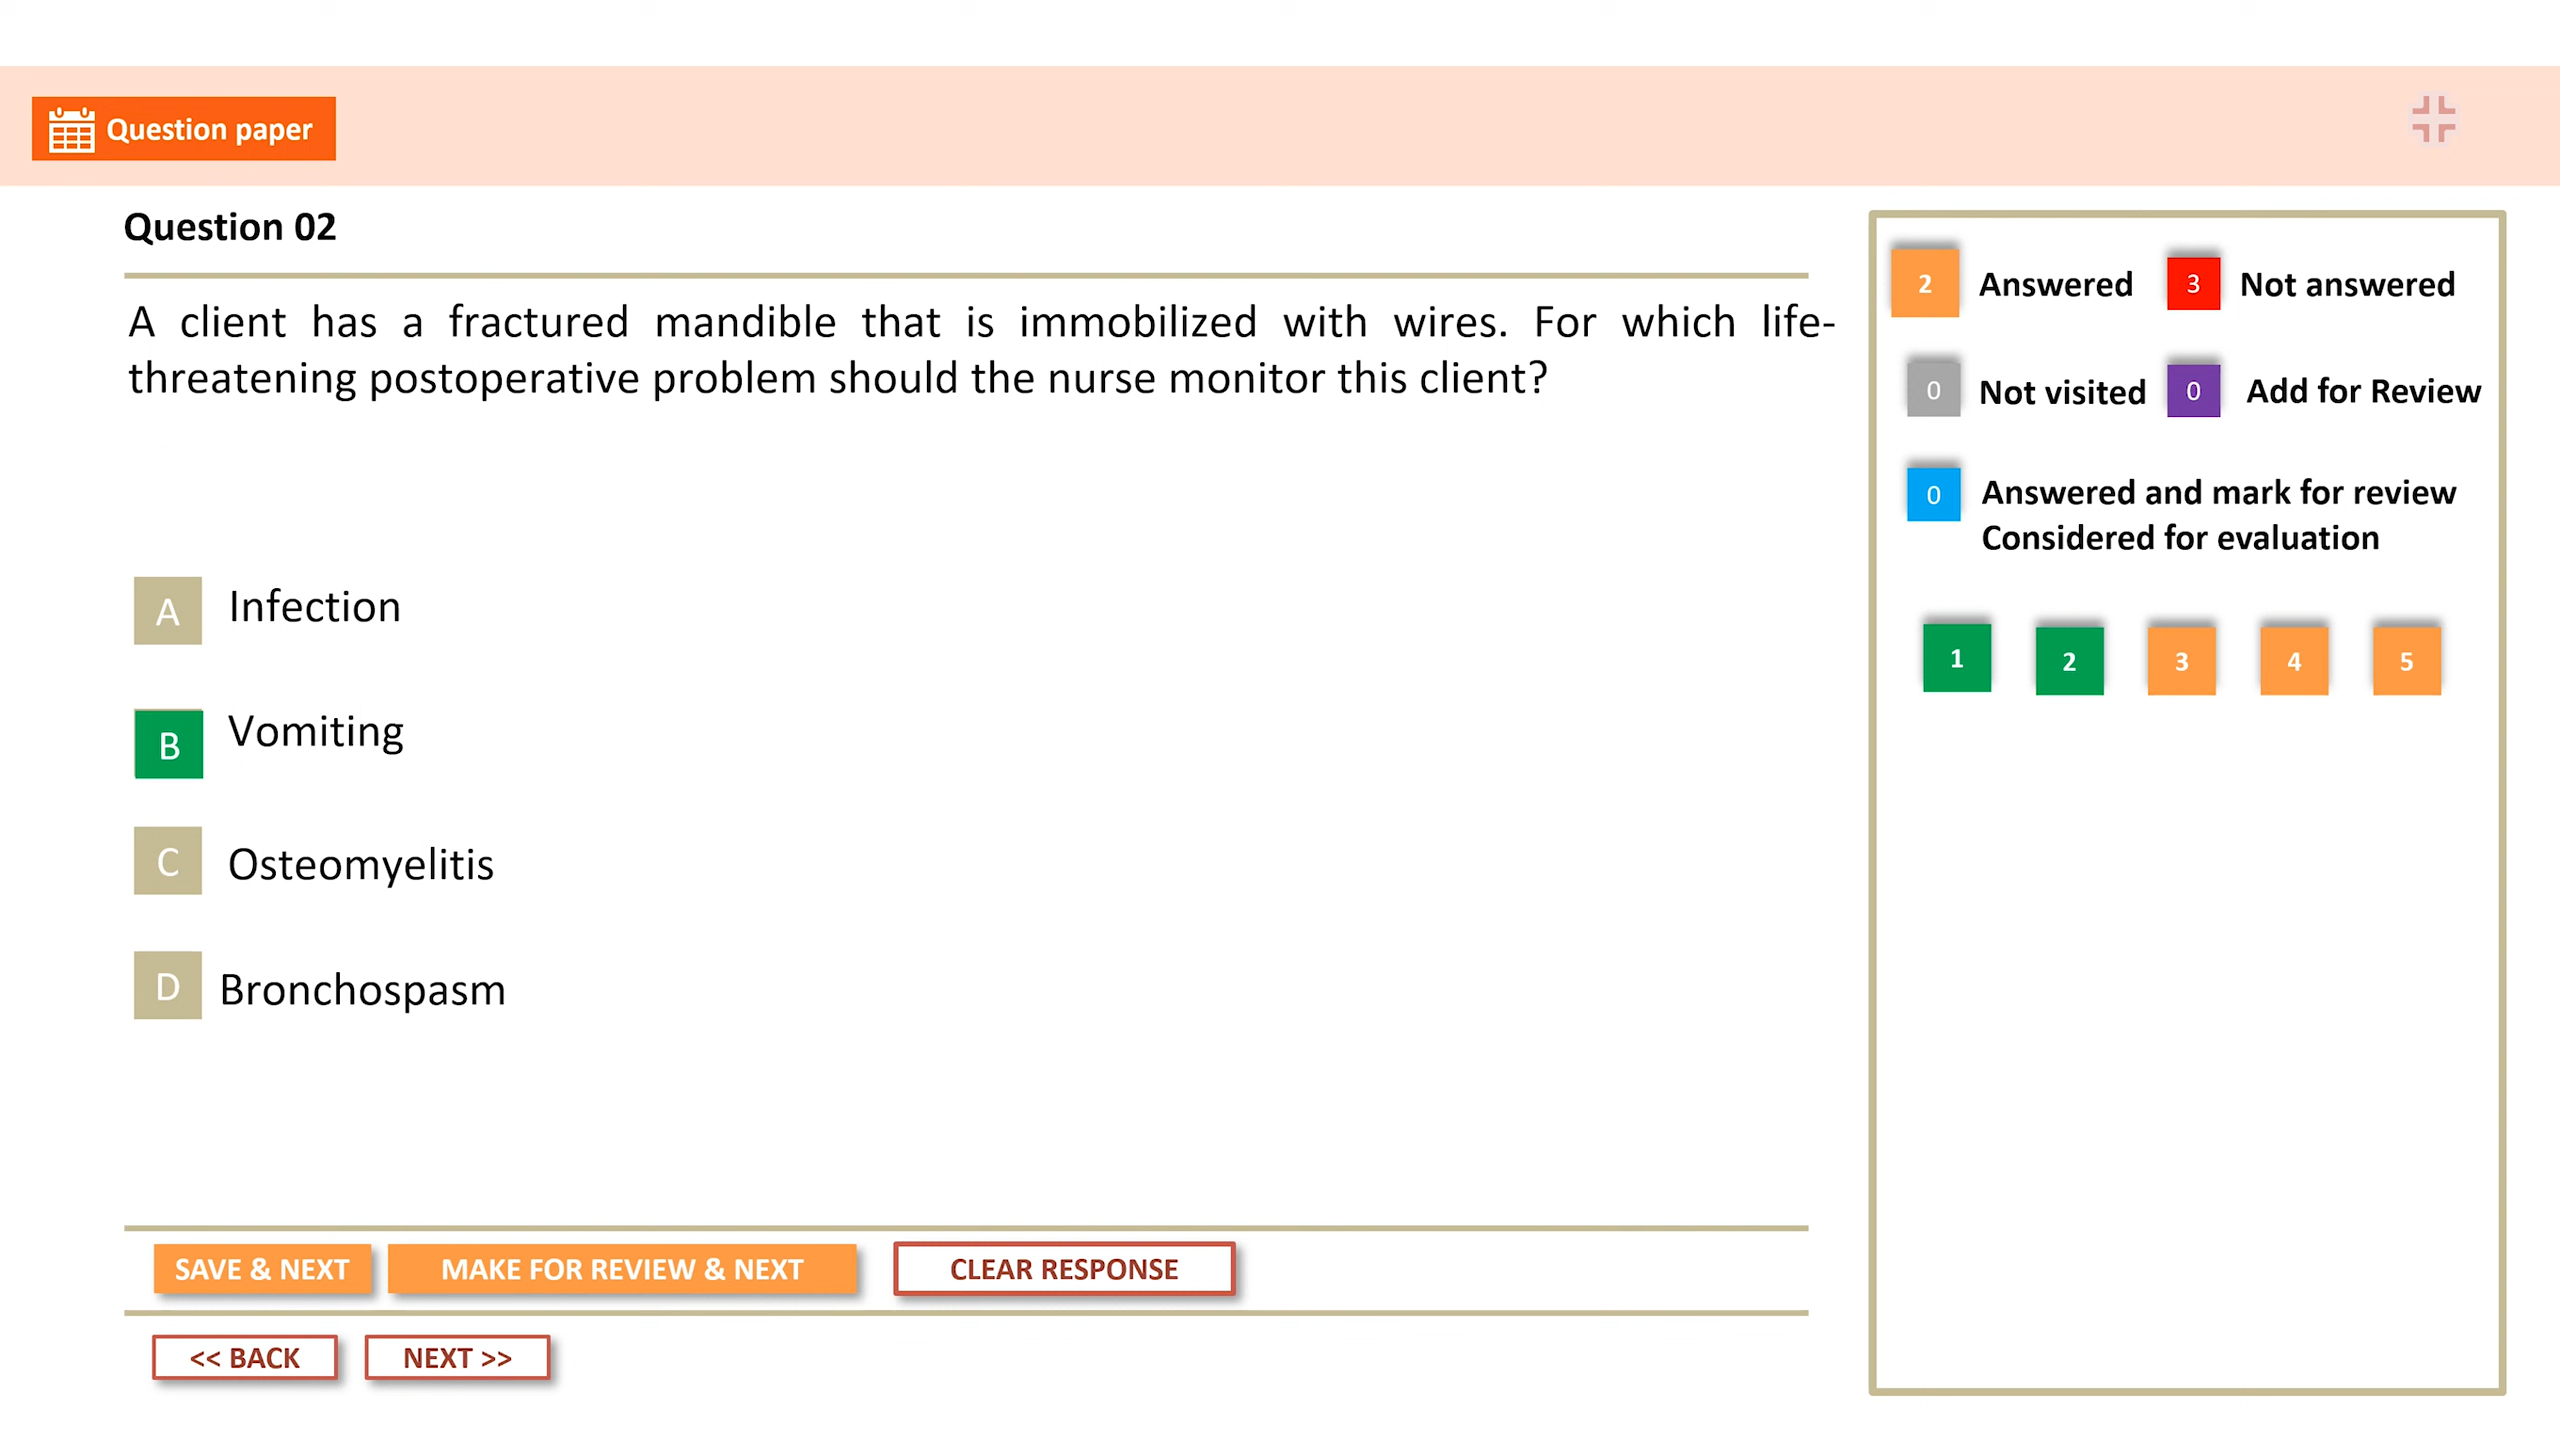 Question paper
Question 02
A client has a fractured mandible that is immobilized with wires. For which life-
threatening postoperative problem should the nurse monitor this client?
A Infection
B Vomiting
C Osteomyelitis
D Bronchospasm
SAVE & NEXT MAKE FOR REVIEW & NEXT CLEAR RESPONSE
<< BACK NEXT >>
2 Answered 3 Not answered
0 Not visited 0 Add for Review
0 Answered and mark for review
Considered for evaluation
1 2 3 4 5